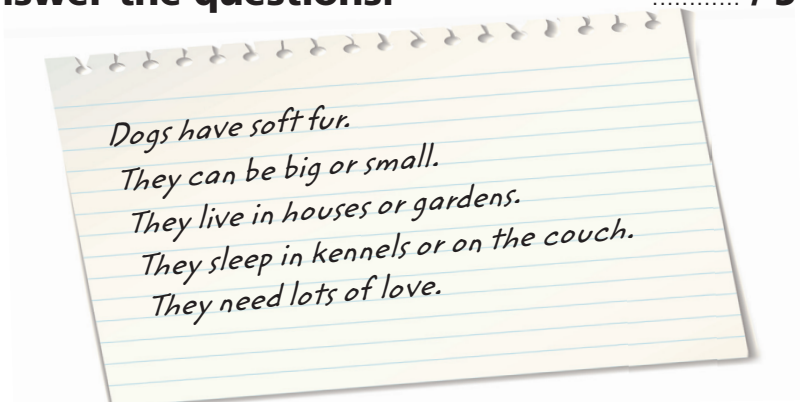 answer the questions.
............ / 5
Dogs have soft fur.
They can be big or small.
They live in houses or gardens.
They sleep in kennels or on the couch.
They need lots of love.